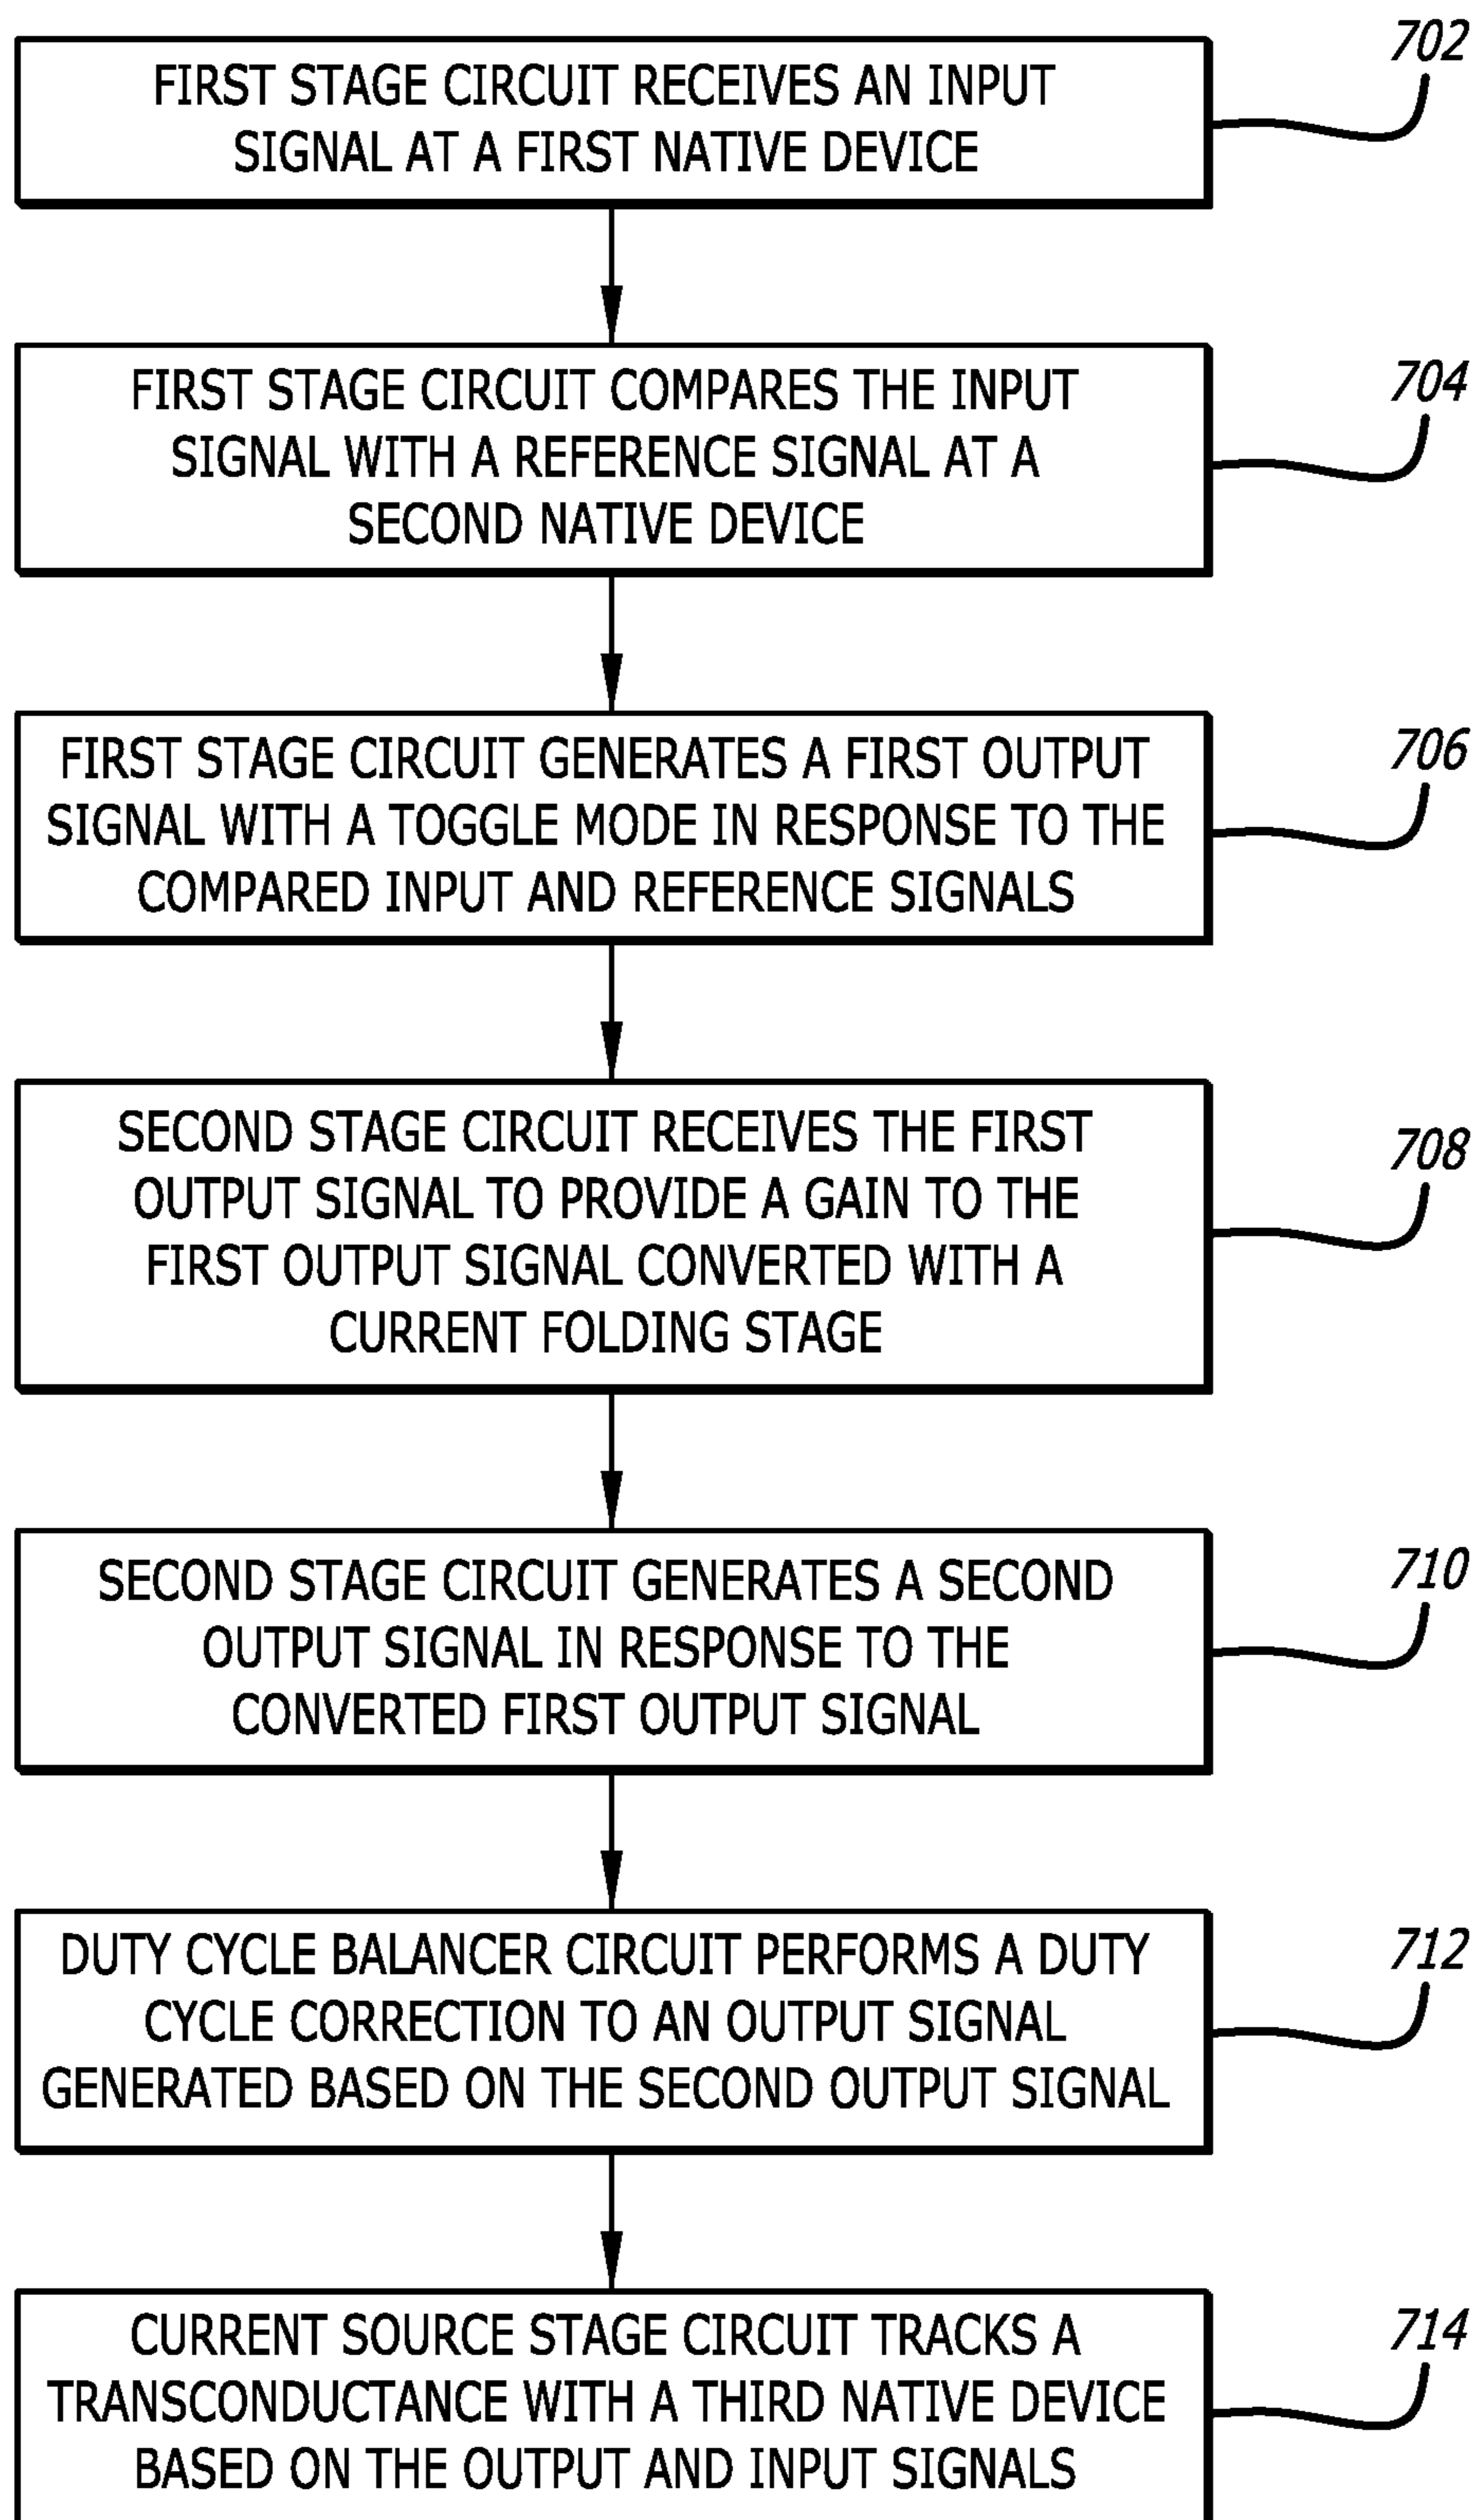 702
FIRST STAGE CIRCUIT RECEIVES AN INPUT
SIGNAL AT A FIRST NATIVE DEVICE
704
FIRST STAGE CIRCUIT COMPARES THE INPUT
SIGNAL WITH A REFERENCE SIGNAL AT A
SECOND NATIVE DEVICE
706
FIRST STAGE CIRCUIT GENERATES A FIRST OUTPUT
SIGNAL WITH A TOGGLE MODE IN RESPONSE TO THE
COMPARED INPUT AND REFERENCE SIGNALS
708
SECOND STAGE CIRCUIT RECEIVES THE FIRST
OUTPUT SIGNAL TO PROVIDE A GAIN TO THE
FIRST OUTPUT SIGNAL CONVERTED WITH A
CURRENT FOLDING STAGE
710
SECOND STAGE CIRCUIT GENERATES A SECOND
OUTPUT SIGNAL IN RESPONSE TO THE
CONVERTED FIRST OUTPUT SIGNAL
712
DUTY CYCLE BALANCER CIRCUIT PERFORMS A DUTY
CYCLE CORRECTION TO AN OUTPUT SIGNAL
GENERATED BASED ON THE SECOND OUTPUT SIGNAL
714
CURRENT SOURCE STAGE CIRCUIT TRACKS A
TRANSCONDUCTANCE WITH A THIRD NATIVE DEVICE
BASED ON THE OUTPUT AND INPUT SIGNALS